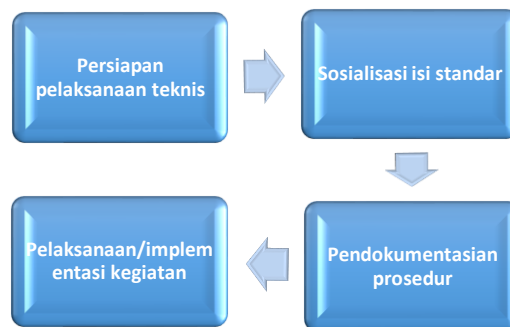 Persiapan
pelaksanaan teknis
Sosialisasi isi standar
Pendokumentasian
prosedur
Pelaksanaan/implem
entasi kegiatan